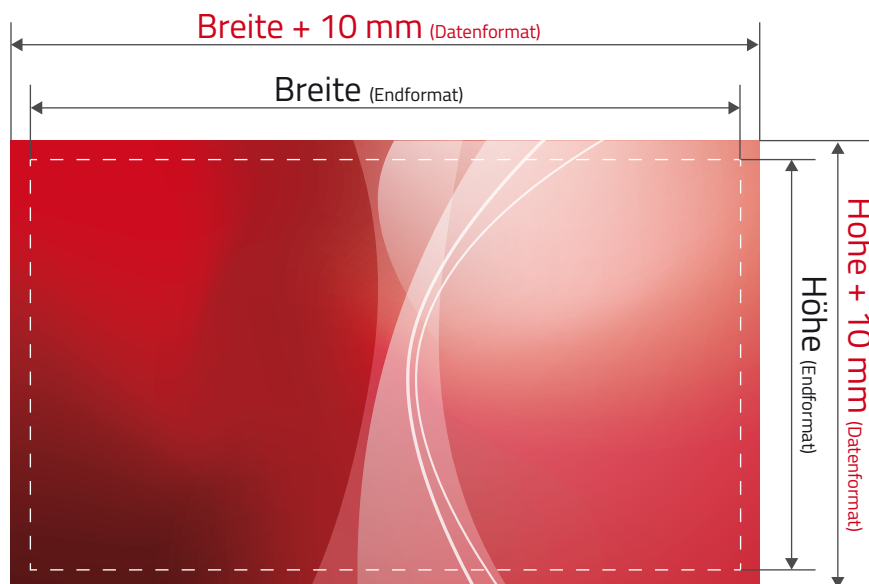 Breite + 10 mm (Datenformat)
Breite (Endformat)
Höhe (Endformat)
Höhe + 10 mm (Datenformat)